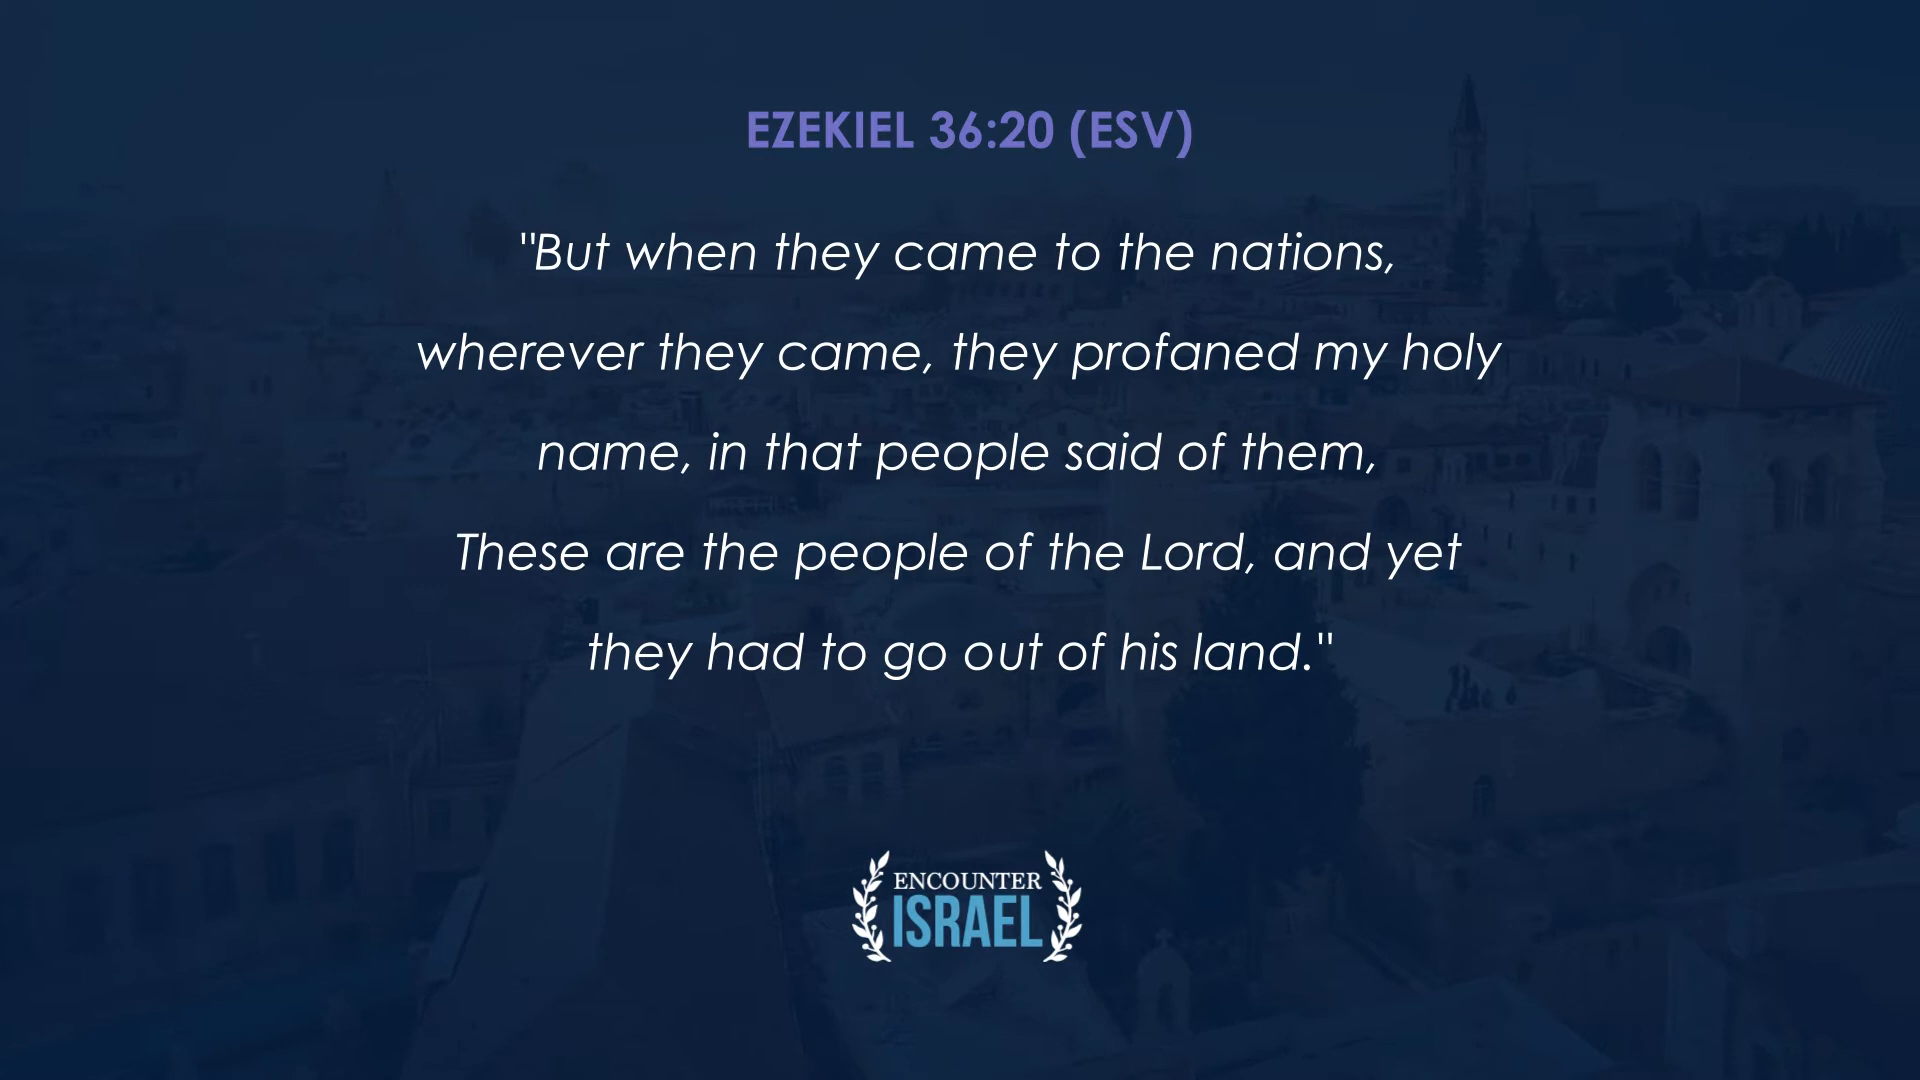 EZEKIEL 36:20 (ESV)
"But when they came to the nations,
wherever they came, they profaned my holy
name, in that people said of them,
These are the people of the Lord, and yet
they had to go out of his land."
ENCOUNTER
ISRAEL